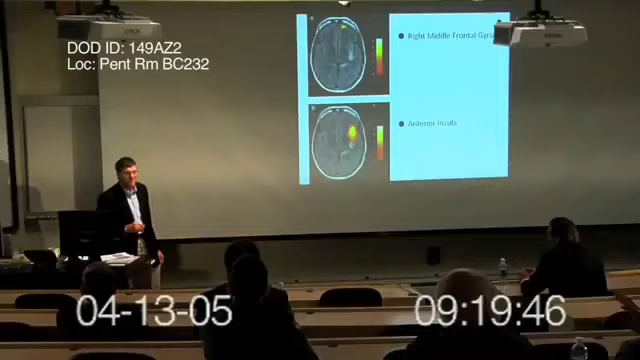 DOD ID: 149AZ2
Loc: Pent Rm BC232
A
Right Middle Frontal Gyrus
B
Anterior Insula
04-13-05
09:19:46